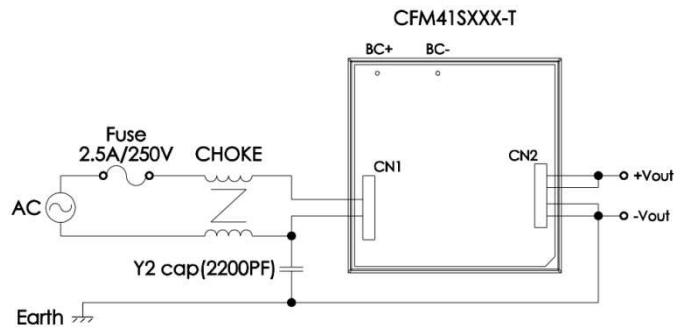 CFM41SXXX-T
BC+ BC-
Fuse
2.5A/250V
CHOKE
CN1
CN2
+Vout
AC
-Vout
Y2 cap(2200PF)
Earth